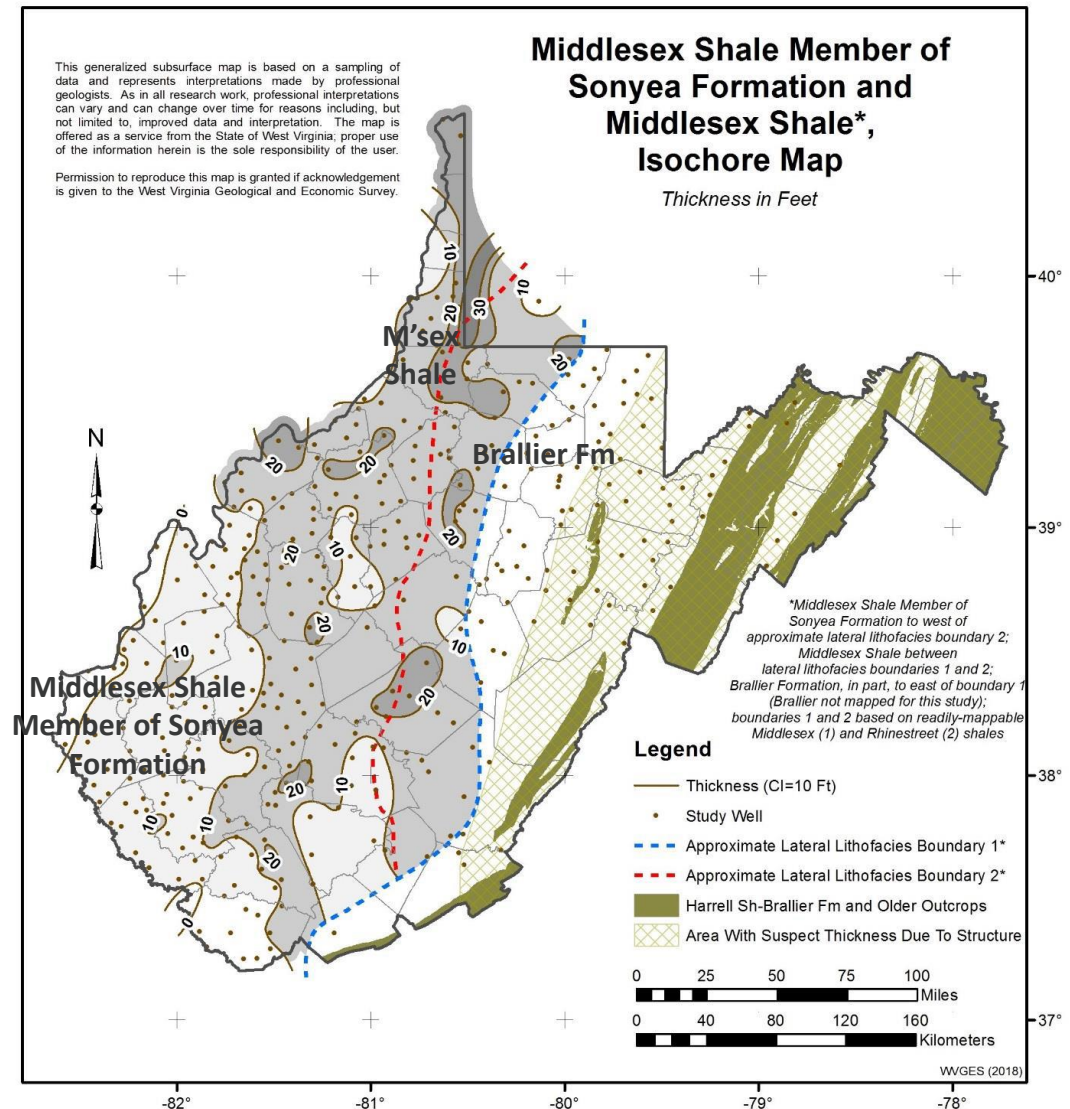 This generalized subsurface map is based on a sampling of
data and represents interpretations made by professional
geologists. As in all research work, professional interpretations
can vary and can change over time for reasons including, but
not limited to, improved data and interpretation. The map is
offered as a service from the State of West Virginia; proper use
of the information herein is the sole responsibility of the user.
Permission to reproduce this map is granted if acknowledgement
is given to the West Virginia Geological and Economic Survey.
Middlesex Shale Member of
Sonyea Formation and
Middlesex Shale*,
Isochore Map
Thickness in Feet
10
20
30
10
40°
M'sex
Shale
20
N
20
20
Brallier Fm
20
0
20
10
39°
20
10
10
20
Middlesex Shale
Member of Sonyea
Formation
*Middlesex Shale Member of
Sonyea Formation to west of
approximate lateral lithofacies boundary 2;
Middlesex Shale between
lateral lithofacies boundaries 1 and 2;
Brallier Formation, in part, to east of boundary 1
(Brallier not mapped for this study);
boundaries 1 and 2 based on readily-mappable
Middlesex (1) and Rhinestreet (2) shales
20
10
38°
10
10
20
0
Legend
Thickness (CI=10 Ft)
Study Well
Approximate Lateral Lithofacies Boundary 1*
Approximate Lateral Lithofacies Boundary 2*
Harrell Sh-Brallier Fm and Older Outcrops
Area With Suspect Thickness Due To Structure
0 25 50 75 100
Miles
0 40 80 120 160
Kilometers
37°
WVGES (2018)
-82 -81 -80 -79 -78